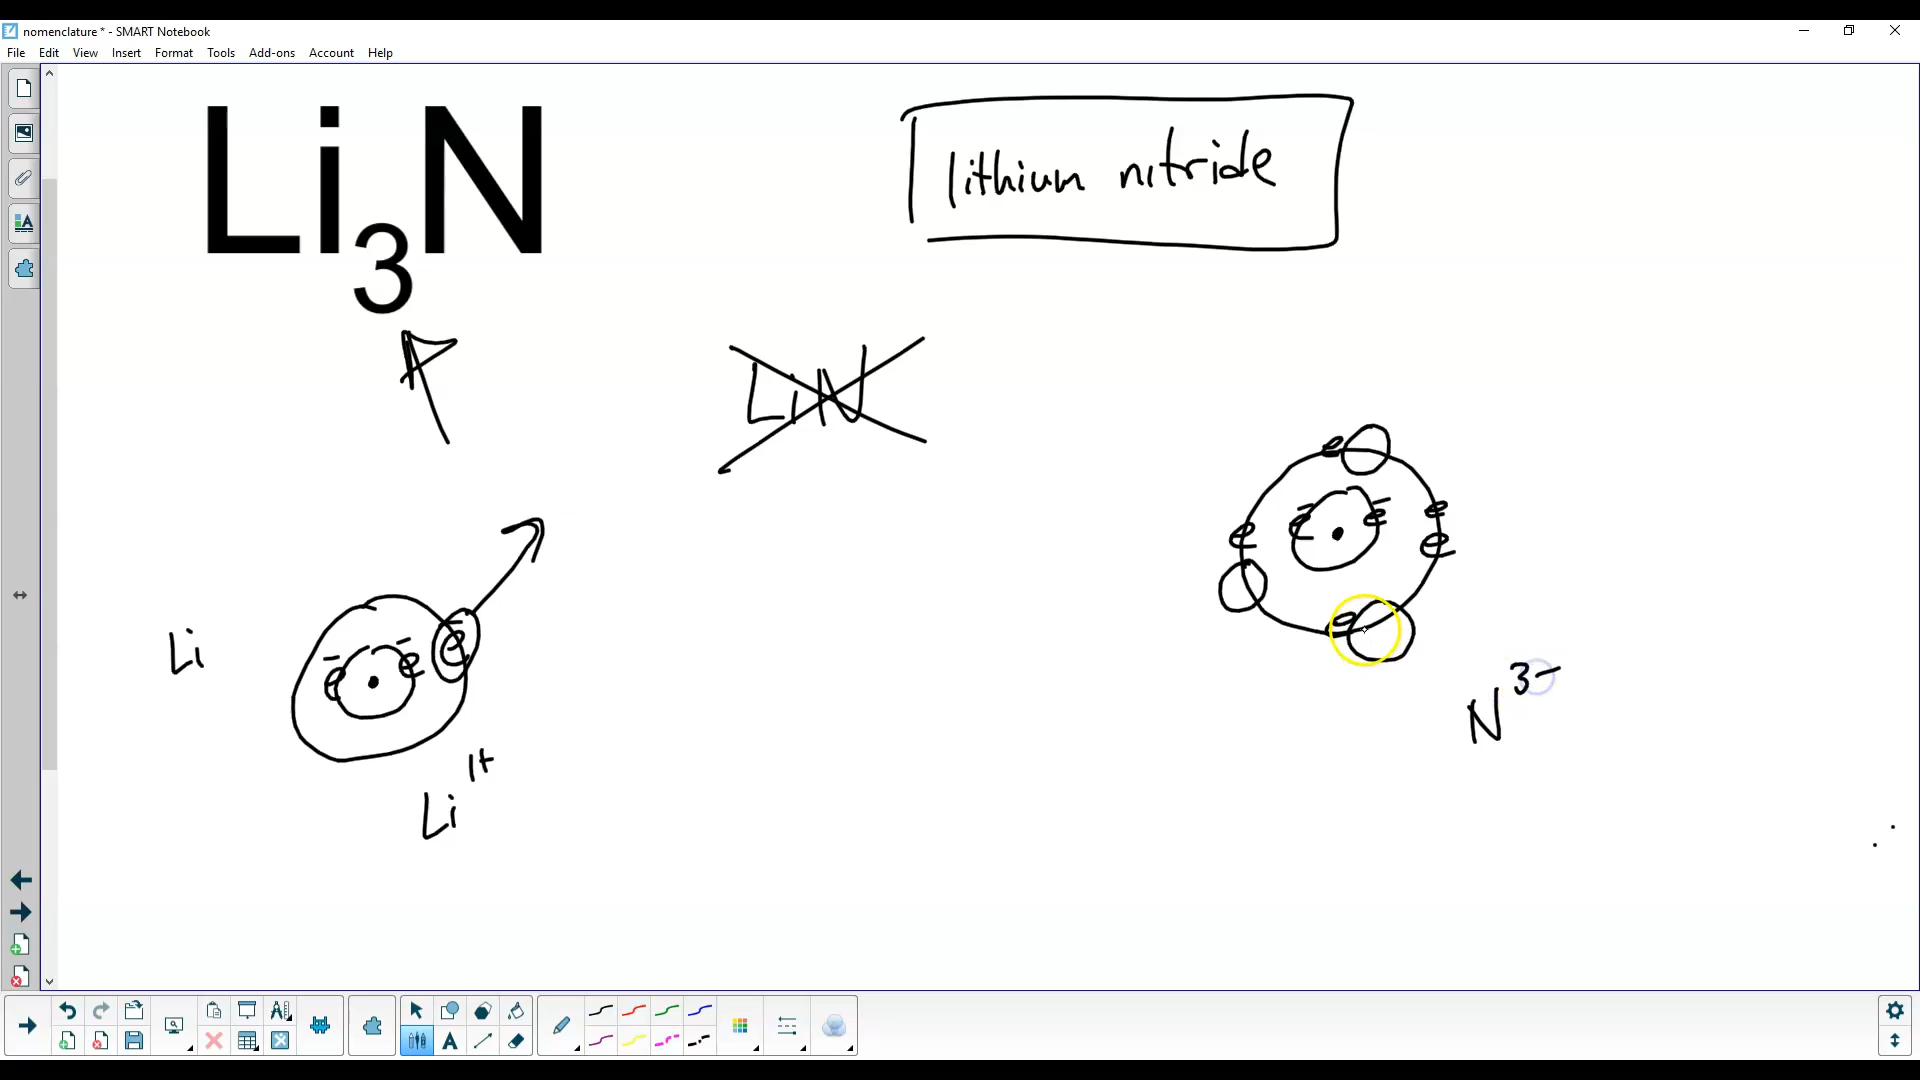 nomenclature * - SMART Notebook
File Edit View Insert Format Tools Add-ons Account Help
Li₃N
lithium nitride
LiN
e
e⁻ e⁻ e
e e
e
Li
e⁻ e⁻ e⁻
N³⁻
Li¹⁺
A